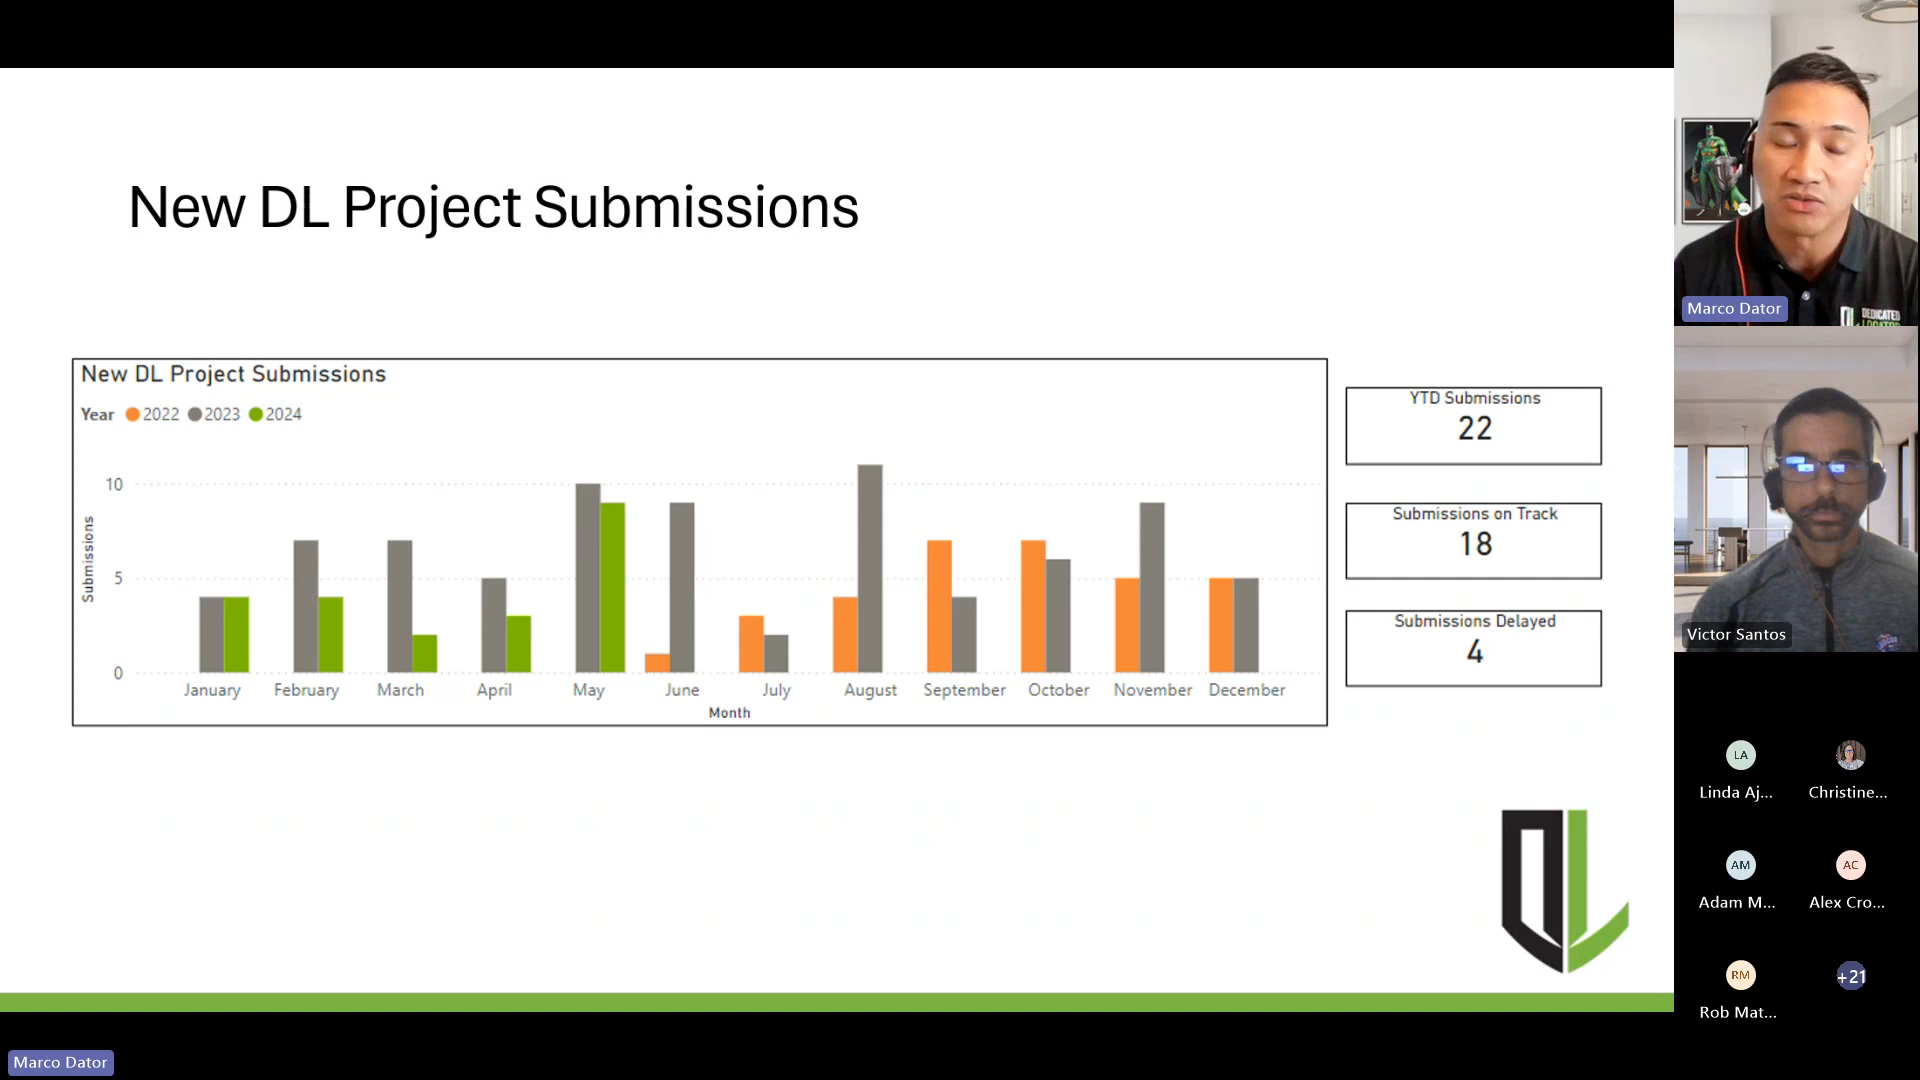 New DL Project Submissions
New DL Project Submissions
Year 2022 2023 2024
Submissions
10
5
0
January February March April May June July August September October November December
Month
YTD Submissions
22
Submissions on Track
18
Submissions Delayed
4
Marco Dator
DEDICATED
LOCATOR
Marco Dator
Victor Santos
LA
Linda Aj...
Christine...
AM
Adam M...
AC
Alex Cro...
RM
Rob Mat...
+21